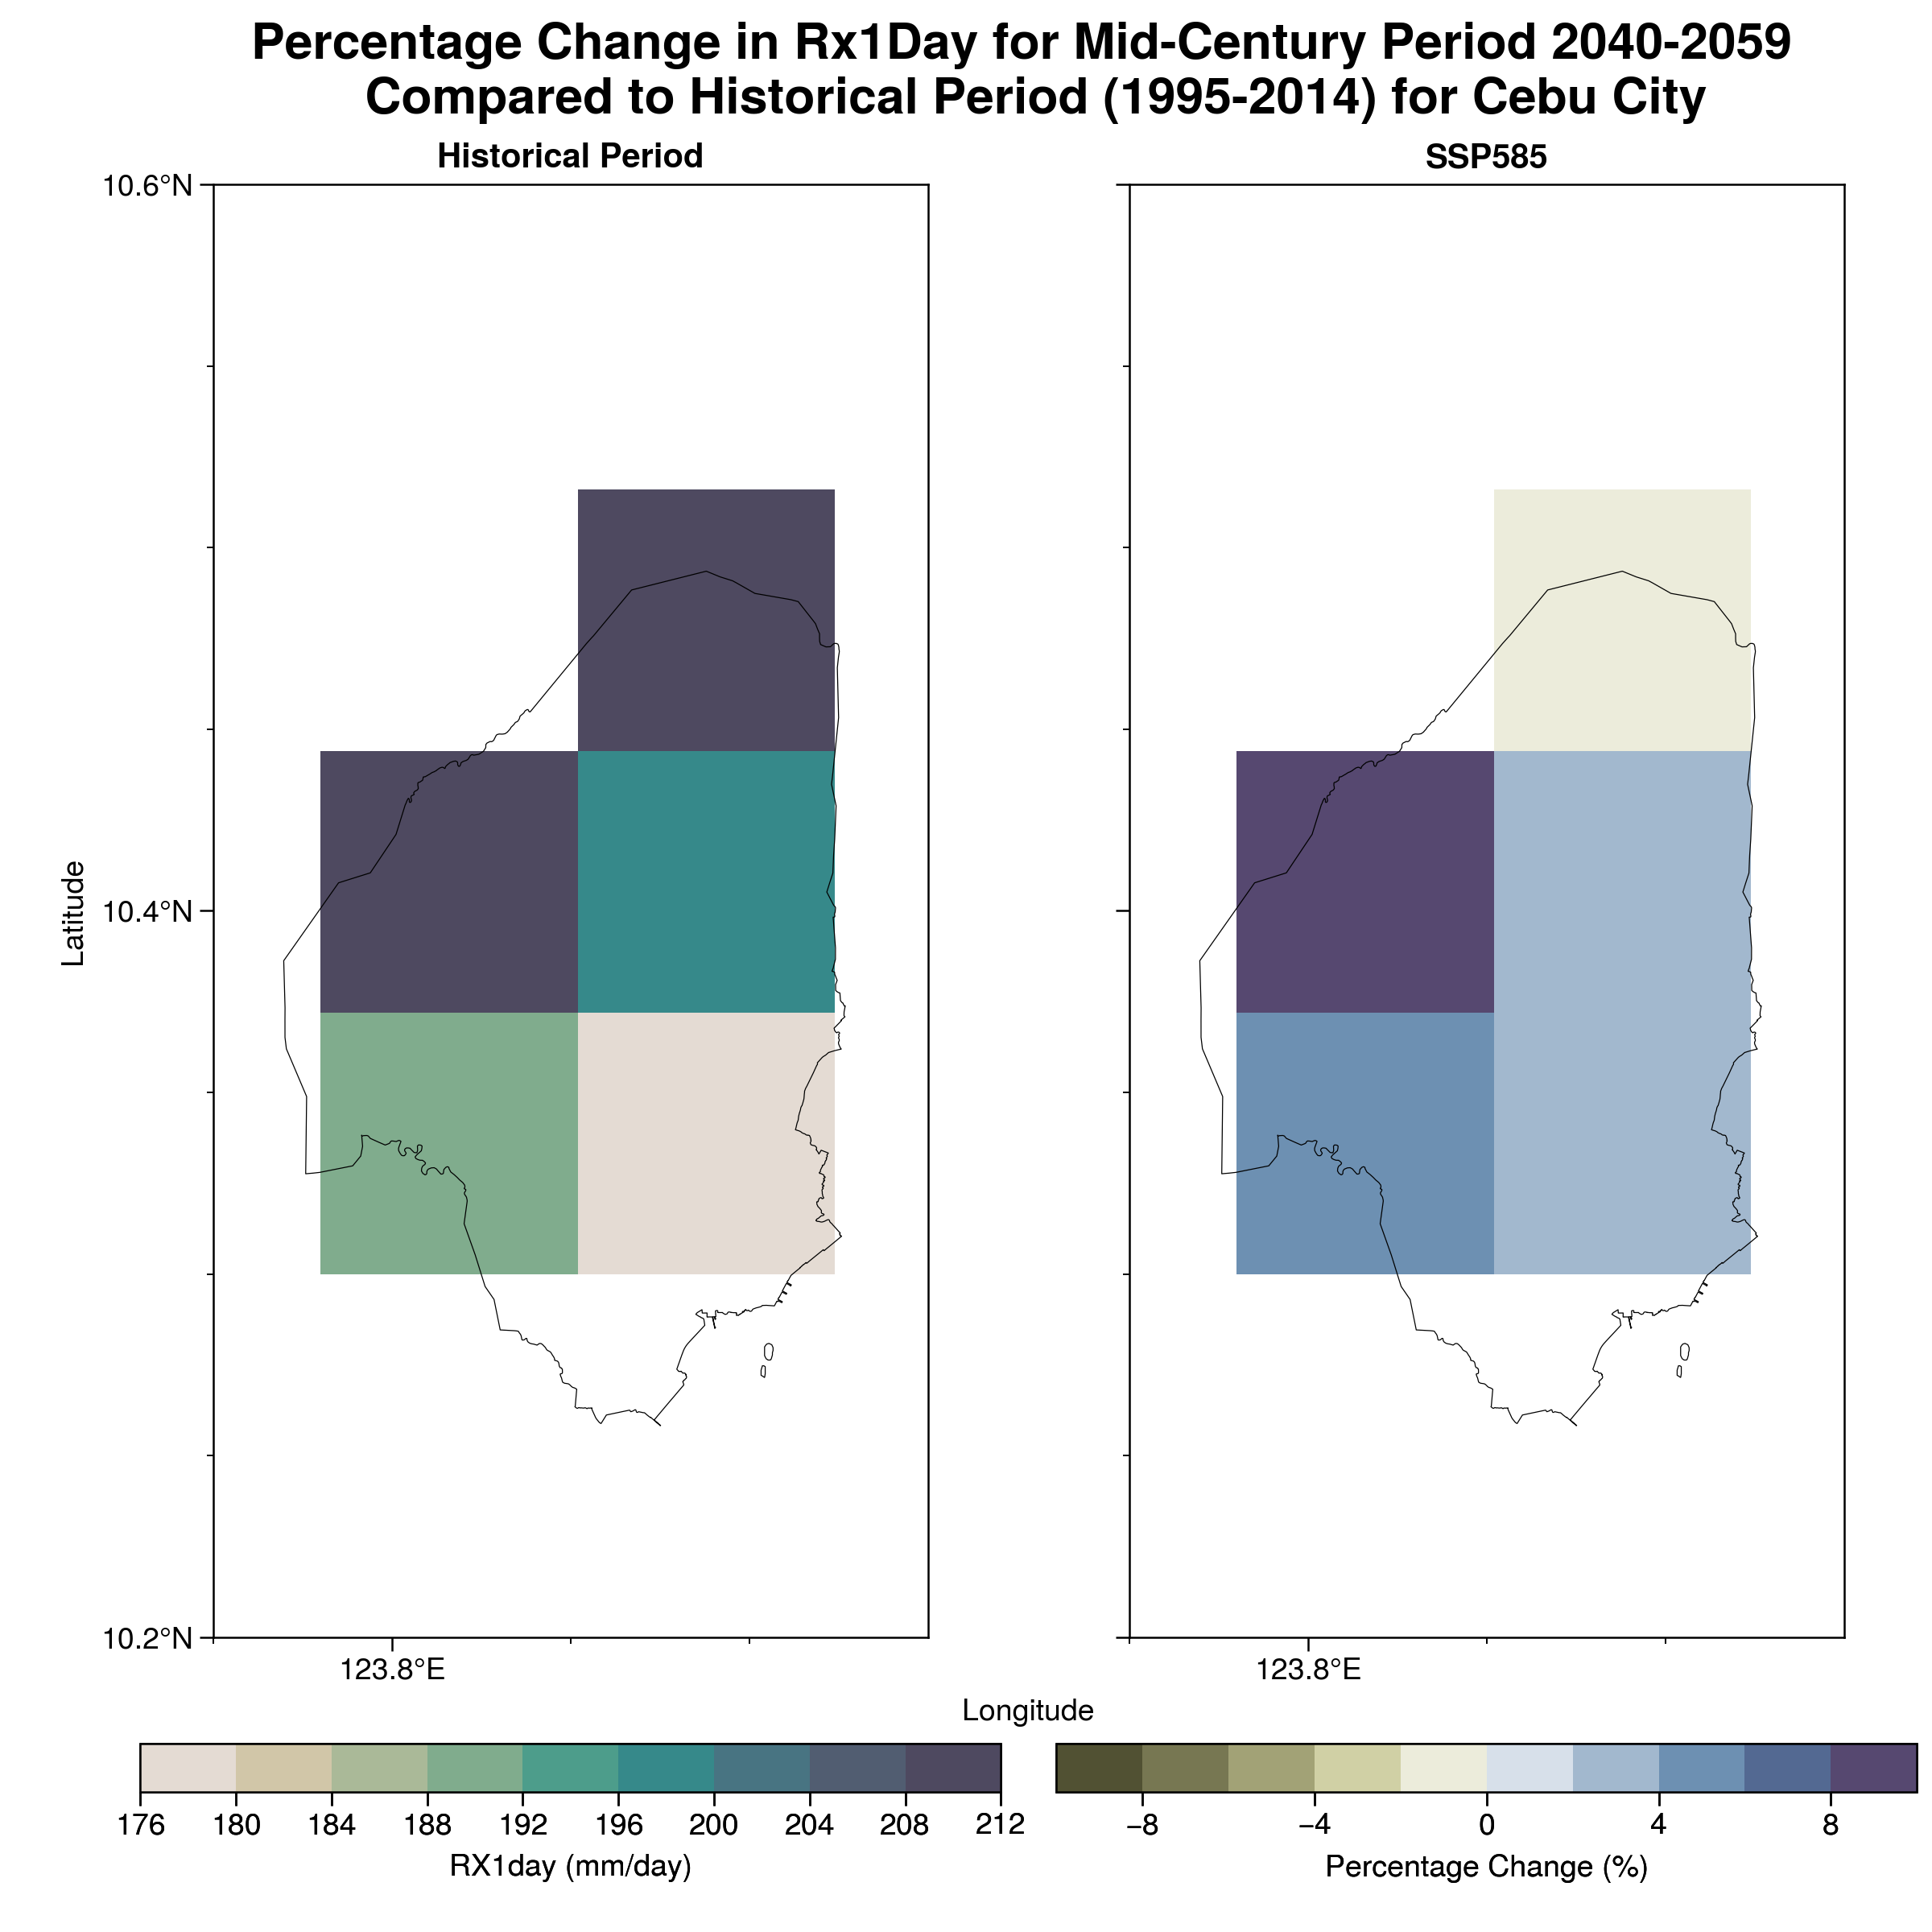 Percentage Change in Rx1Day for Mid-Century Period 2040-2059
Compared to Historical Period (1995-2014) for Cebu City
Historical Period
SSP585
10.6°N
10.4°N
10.2°N
Latitude
123.8°E
123.8°E
Longitude
176 180 184 188 192 196 200 204 208 212
RX1day (mm/day)
−8 −4 0 4 8
Percentage Change (%)